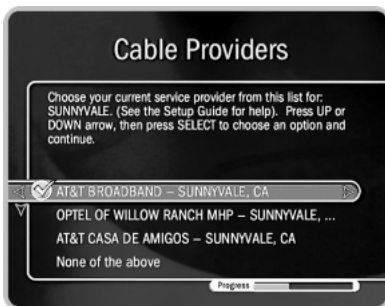 Cable Providers
Choose your current service provider from this list for:
SUNNYVALE. (See the Setup Guide for help). Press UP or
DOWN arrow, then press SELECT to choose an option and
continue.
AT&T BROADBAND – SUNNYVALE, CA
OPTEL OF WILLOW RANCH MHP – SUNNYVALE, ...
AT&T CASA DE AMIGOS – SUNNYVALE, CA
None of the above
Progress